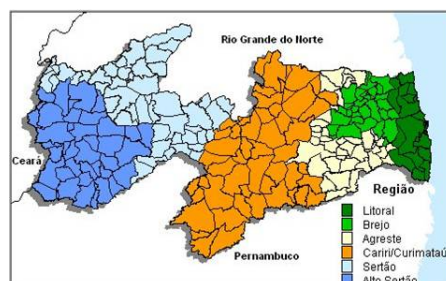 Rio Grande do Norte
Ceará
Pernambuco
Região
Litoral
Brejo
Agreste
Cariri/Curimataú
Sertão
Alto Sertão